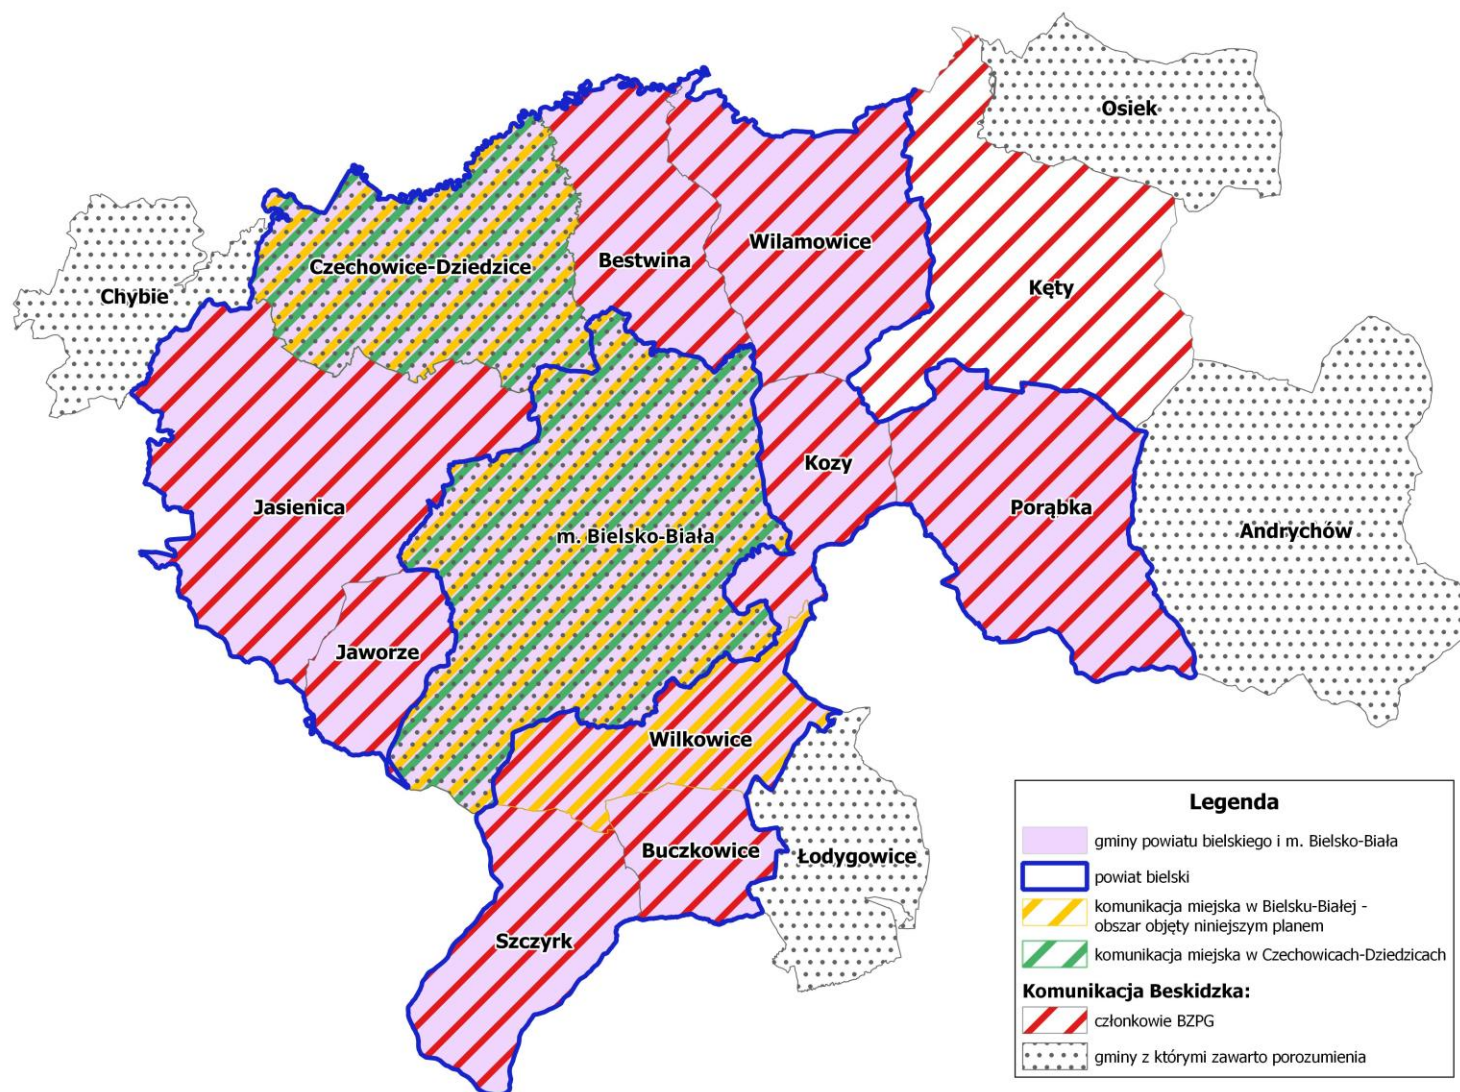 Osiek
Wilamowice
Bestwina
Czechowice-Dziedzice
Kęty
Chybie
Kozy
Jasienica
Porąbka
Andrychów
m. Bielsko-Biała
Jaworze
Wilkowice
Buczkowice
Łodygowice
Szczyrk
Legenda
gminy powiatu bielskiego i m. Bielsko-Biała
powiat bielski
komunikacja miejska w Bielsku-Białej -
obszar objęty niniejszym planem
komunikacja miejska w Czechowicach-Dziedzicach
Komunikacja Beskidzka:
członkowie BZPG
gminy z którymi zawarto porozumienia